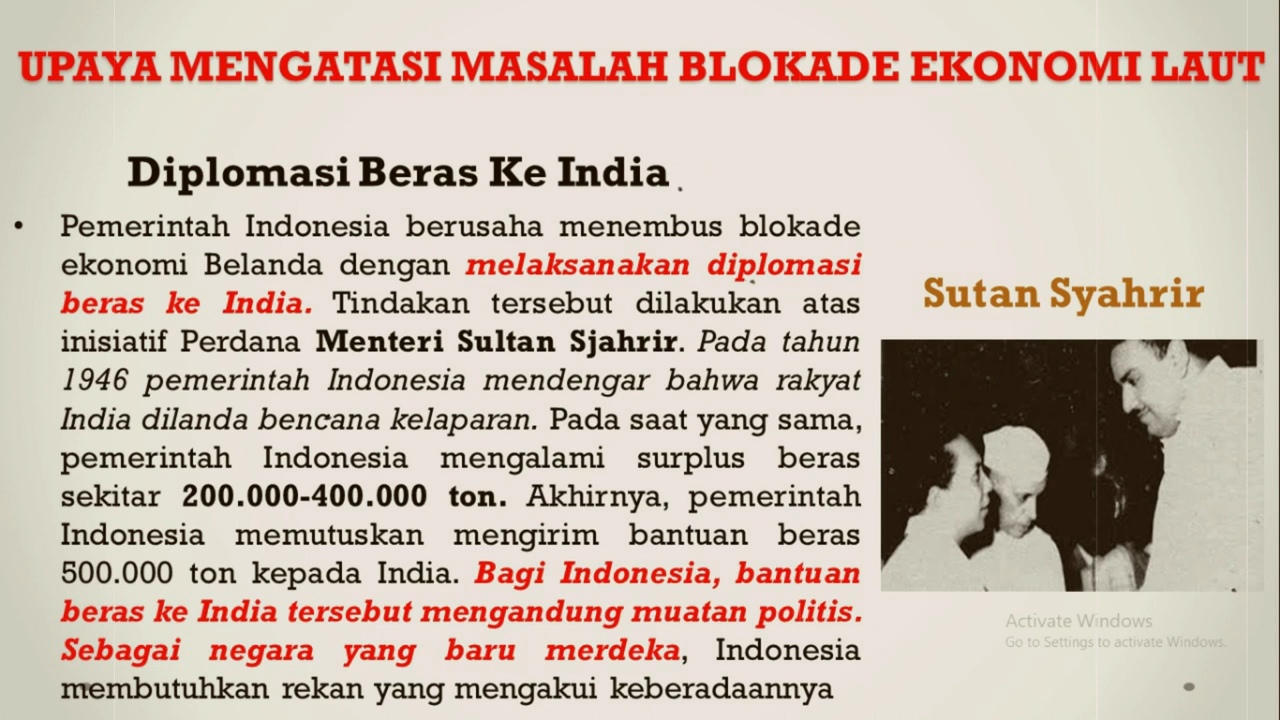 UPAYA MENGATASI MASALAH BLOKADE EKONOMI LAUT
Diplomasi Beras Ke India
• Pemerintah Indonesia berusaha menembus blokade
ekonomi Belanda dengan melaksanakan diplomasi
beras ke India. Tindakan tersebut dilakukan atas
inisiatif Perdana Menteri Sultan Sjahrir. Pada tahun
1946 pemerintah Indonesia mendengar bahwa rakyat
India dilanda bencana kelaparan. Pada saat yang sama,
pemerintah Indonesia mengalami surplus beras
sekitar 200.000-400.000 ton. Akhirnya, pemerintah
Indonesia memutuskan mengirim bantuan beras
500.000 ton kepada India. Bagi Indonesia, bantuan
beras ke India tersebut mengandung muatan politis.
Sebagai negara yang baru merdeka, Indonesia
membutuhkan rekan yang mengakui keberadaannya
Sutan Syahrir
Activate Windows
Go to Settings to activate Windows.